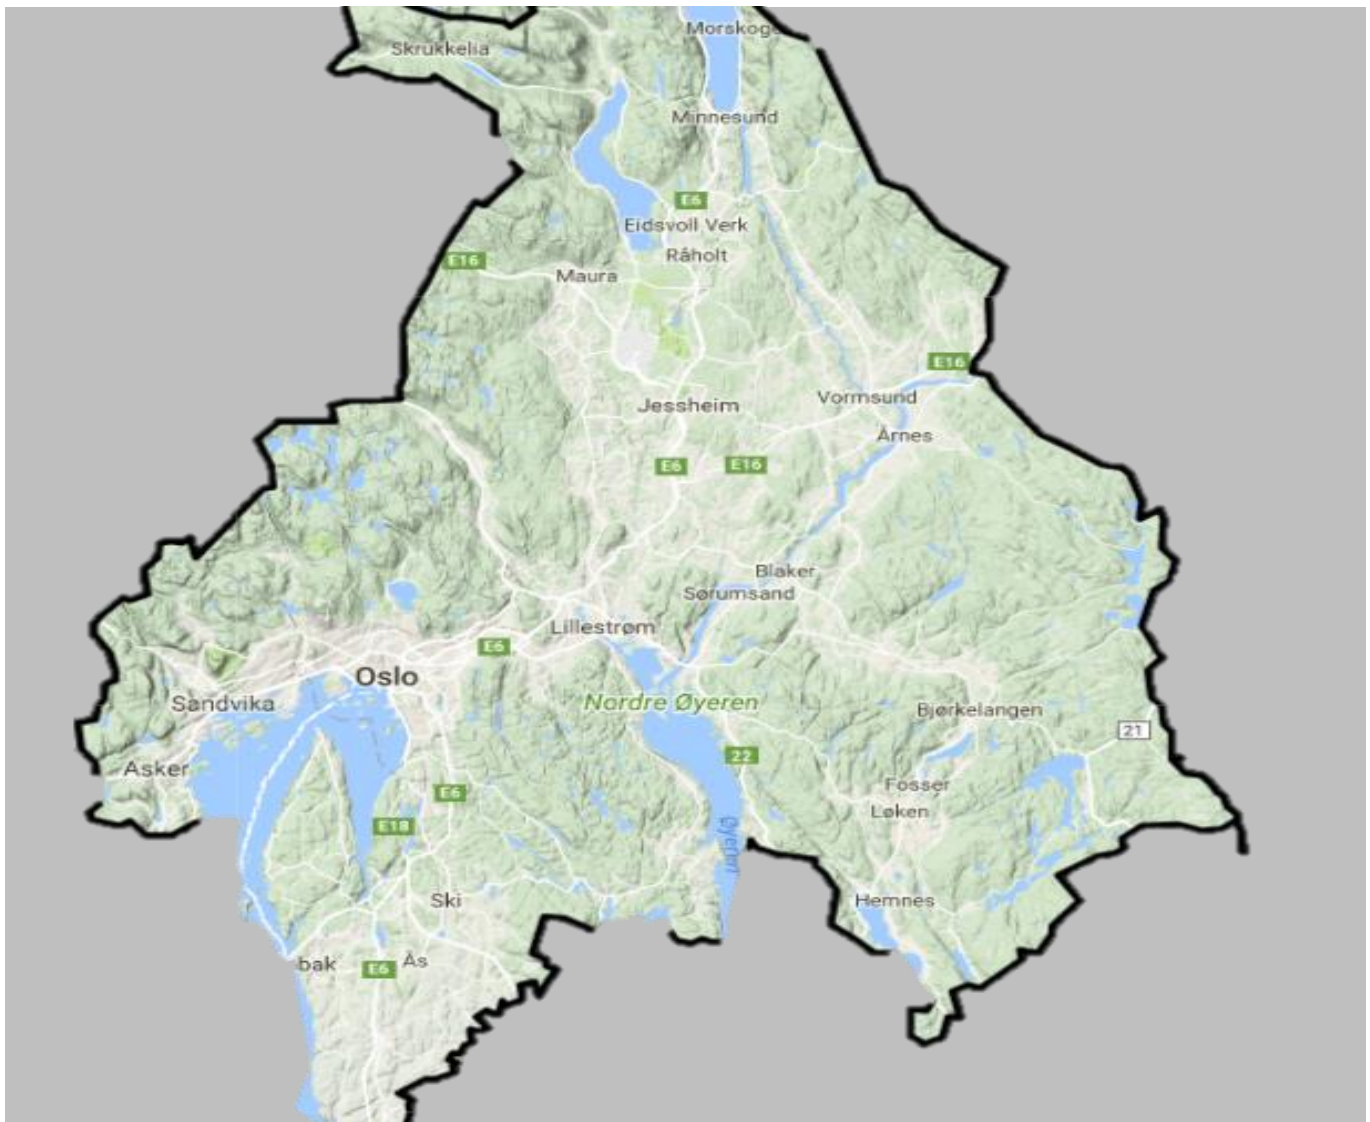 Morskoge
Skrukkelia
Minnesund
E6
Eidsvoll Verk
Råholt
E16
Maura
E16
Vormsund
Jessheim
Årnes
E6
E16
Blaker
Sørumsand
Lillestrøm
E6
Oslo
Sandvika
Nordre Øyeren
Bjørkelangen
21
22
Asker
Fosser
E6
Løken
E18
Øyeren
Ski
Hemnes
bak
Ås
E6